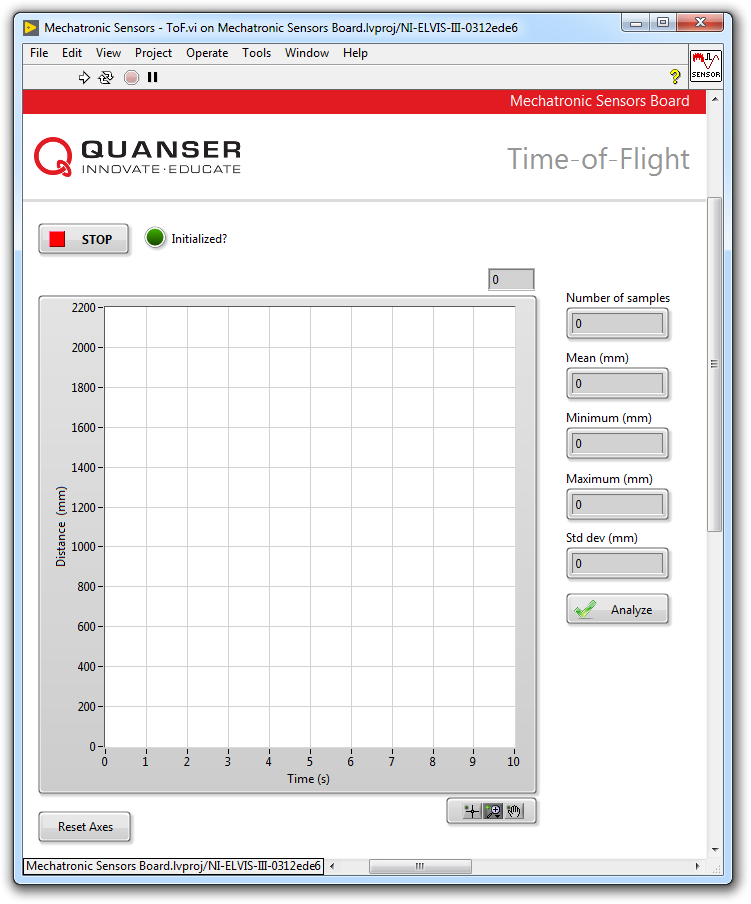 Mechatronic Sensors - ToF.vi on Mechatronic Sensors Board.lvproj/NI-ELVIS-III-0312ede6
File Edit View Project Operate Tools Window Help
?
SENSOR
Mechatronic Sensors Board
QUANSER
INNOVATE·EDUCATE
Time-of-Flight
STOP
Initialized?
0
Number of samples
0
Mean (mm)
0
Minimum (mm)
0
Maximum (mm)
0
Std dev (mm)
0
Analyze
2200
2000
1800
1600
1400
1200
1000
800
600
400
200
0
Distance (mm)
0 1 2 3 4 5 6 7 8 9 10
Time (s)
Reset Axes
Mechatronic Sensors Board.lvproj/NI-ELVIS-III-0312ede6